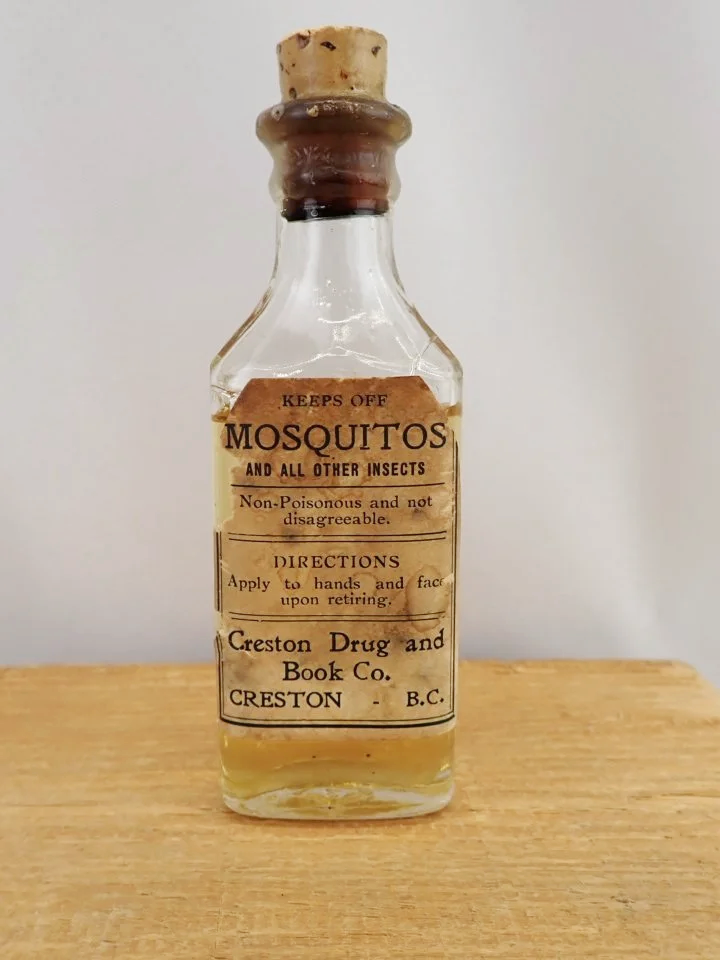 KEEPS OFF
MOSQUITOS
AND ALL OTHER INSECTS
Non-Poisonous and not
disagreeable.
DIRECTIONS
Apply to hands and face
upon retiring.
Creston Drug and
Book Co.
CRESTON - B.C.